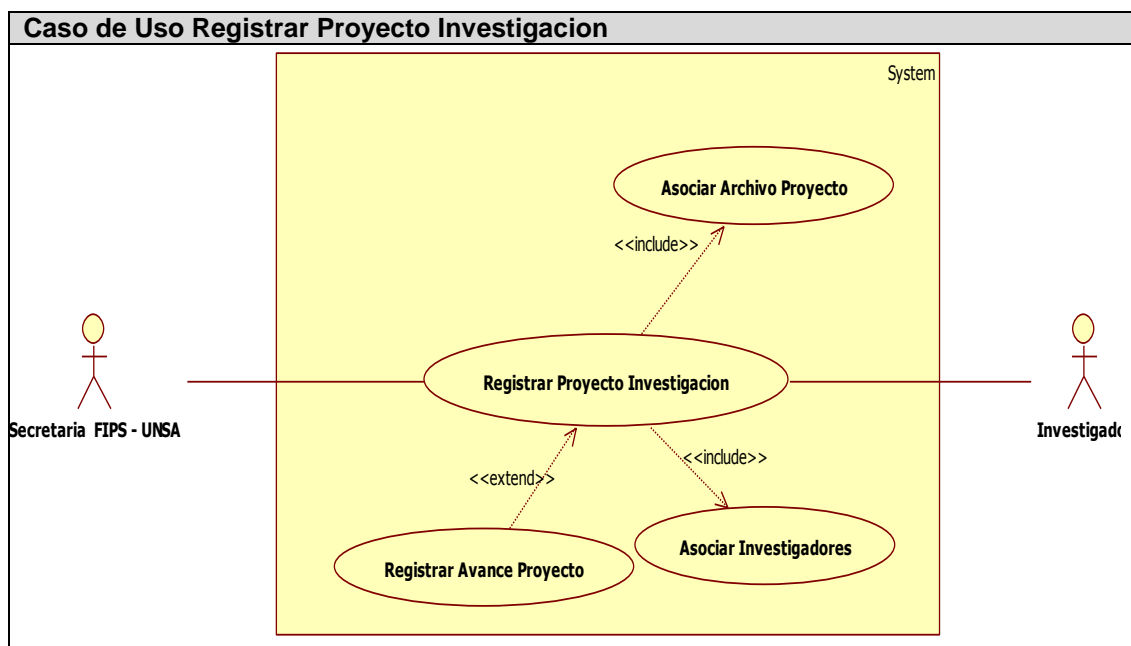 Caso de Uso Registrar Proyecto Investigacion
System
Asociar Archivo Proyecto
<<include>>
Registrar Proyecto Investigacion
Secretaria FIPS - UNSA
Investigado
<<extend>>
<<include>>
Registrar Avance Proyecto
Asociar Investigadores